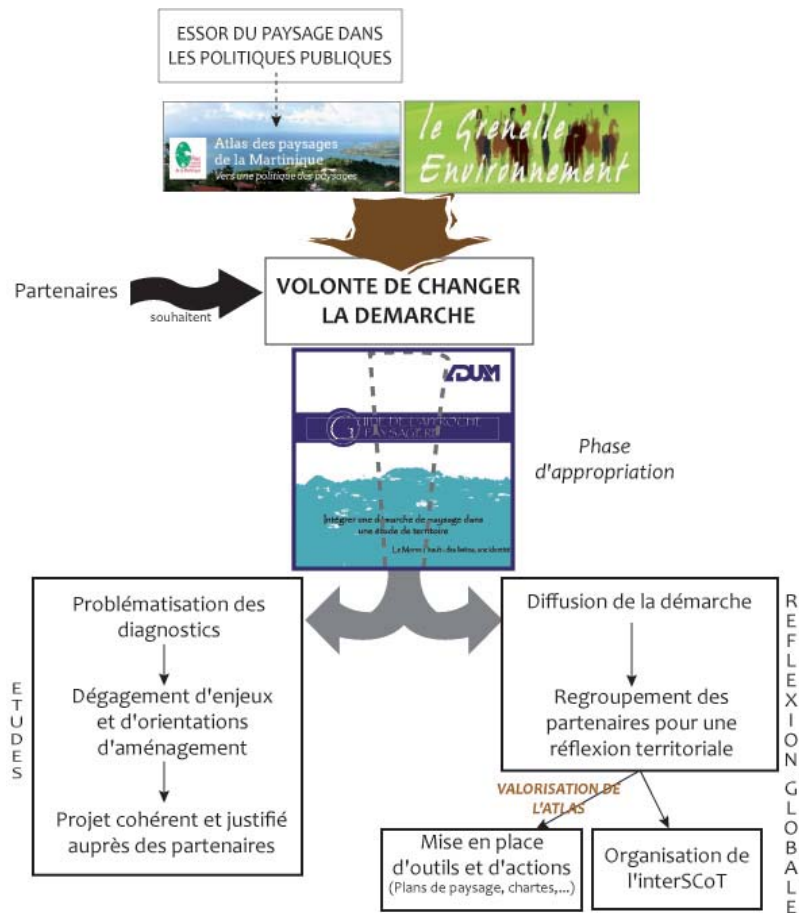 ESSOR DU PAYSAGE DANS
LES POLITIQUES PUBLIQUES
Atlas des paysages
de la Martinique
Vers une politique des paysages
le Grenelle
Environnement
Partenaires
souhaitent
VOLONTE DE CHANGER
LA DEMARCHE
ADUAM
GUIDE DE L'APPROCHE
PAYSAGERE
Intégrer une démarche de paysage dans
une étude de territoire
Phase
d'appropriation
ETUDES
Problématisation des
diagnostics
Dégagement d'enjeux
et d'orientations
d'aménagement
Projet cohérent et justifié
auprès des partenaires
Diffusion de la démarche
Regroupement des
partenaires pour une
réflexion territoriale
REFLEXION GLOBALE
VALORISATION DE
L'ATLAS
Mise en place
d'outils et d'actions
(Plans de paysage, chartes,...)
Organisation de
l'interSCoT